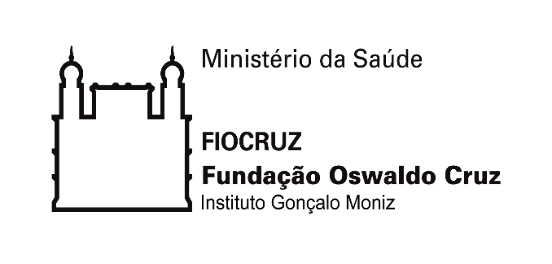 Ministério da Saúde
FIOCRUZ
Fundação Oswaldo Cruz
Instituto Gonçalo Moniz